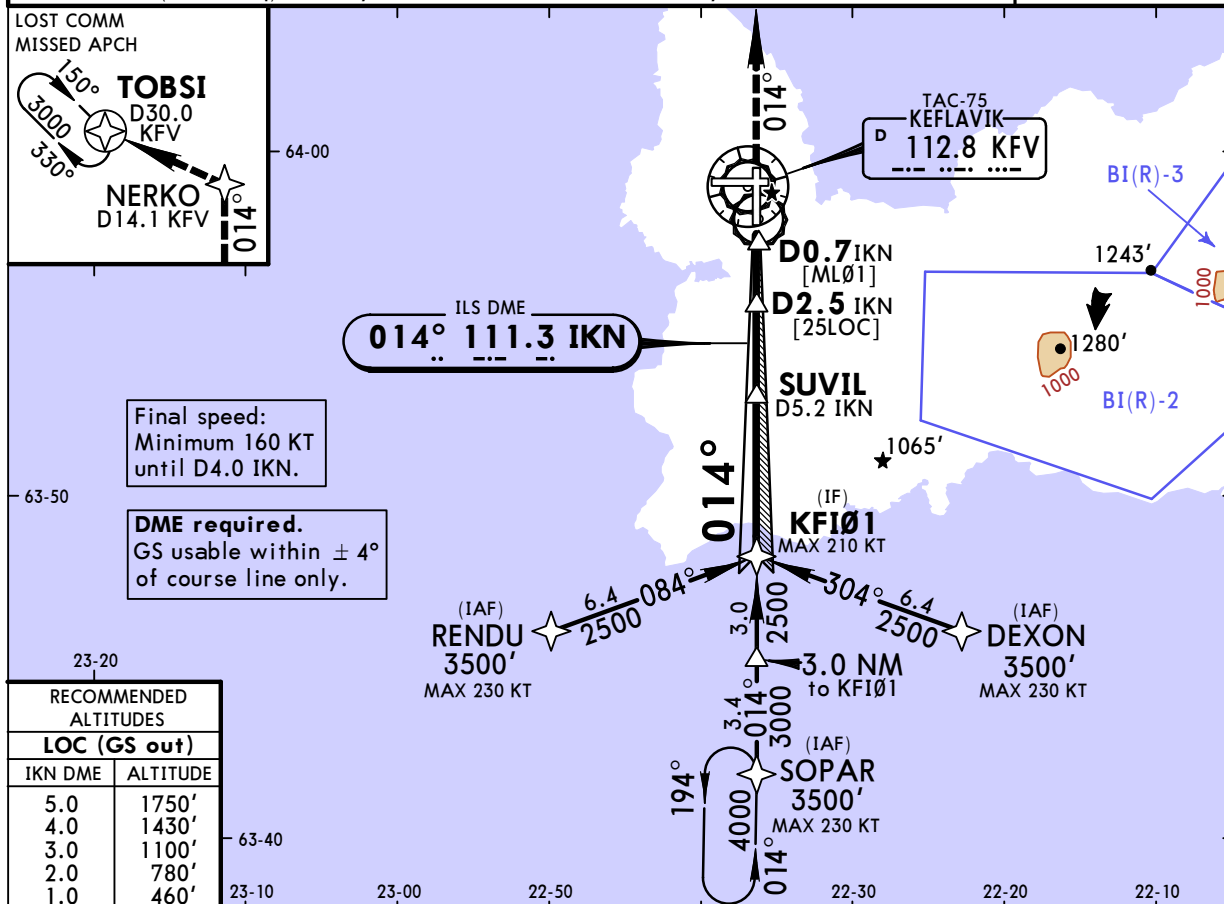 LOST COMM
MISSED APCH
150°
TOBSI
D30.0
KFV
3000
330°
NERKO
D14.1 KFV
014°
014°
64-00
TAC-75
KEFLAVIK
D 112.8 KFV
BI(R)-3
1243'
1000
1280'
1000
BI(R)-2
D0.7 IKN
[MLØ1]
D2.5 IKN
[25LOC]
ILS DME
014° 111.3 IKN
SUVIL
D5.2 IKN
Final speed:
Minimum 160 KT
until D4.0 IKN.
1065'
63-50
014°
(IF)
KFIØ1
MAX 210 KT
DME required.
GS usable within ± 4°
of course line only.
(IAF)
RENDU
3500'
MAX 230 KT
6.4
084°
2500
304°
6.4
2500
(IAF)
DEXON
3500'
MAX 230 KT
3.0
2500
3.0 NM
to KFIØ1
3.4
014°
3000
(IAF)
SOPAR
3500'
MAX 230 KT
194°
4000
014°
23-20
RECOMMENDED
ALTITUDES
LOC (GS out)
IKN DME ALTITUDE
5.0 1750'
4.0 1430'
3.0 1100'
2.0 780'
1.0 460'
63-40
23-10 23-00 22-50 22-30 22-20 22-10